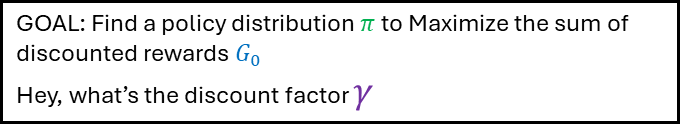 GOAL: Find a policy distribution π to Maximize the sum of
discounted rewards G₀
Hey, what’s the discount factor γ